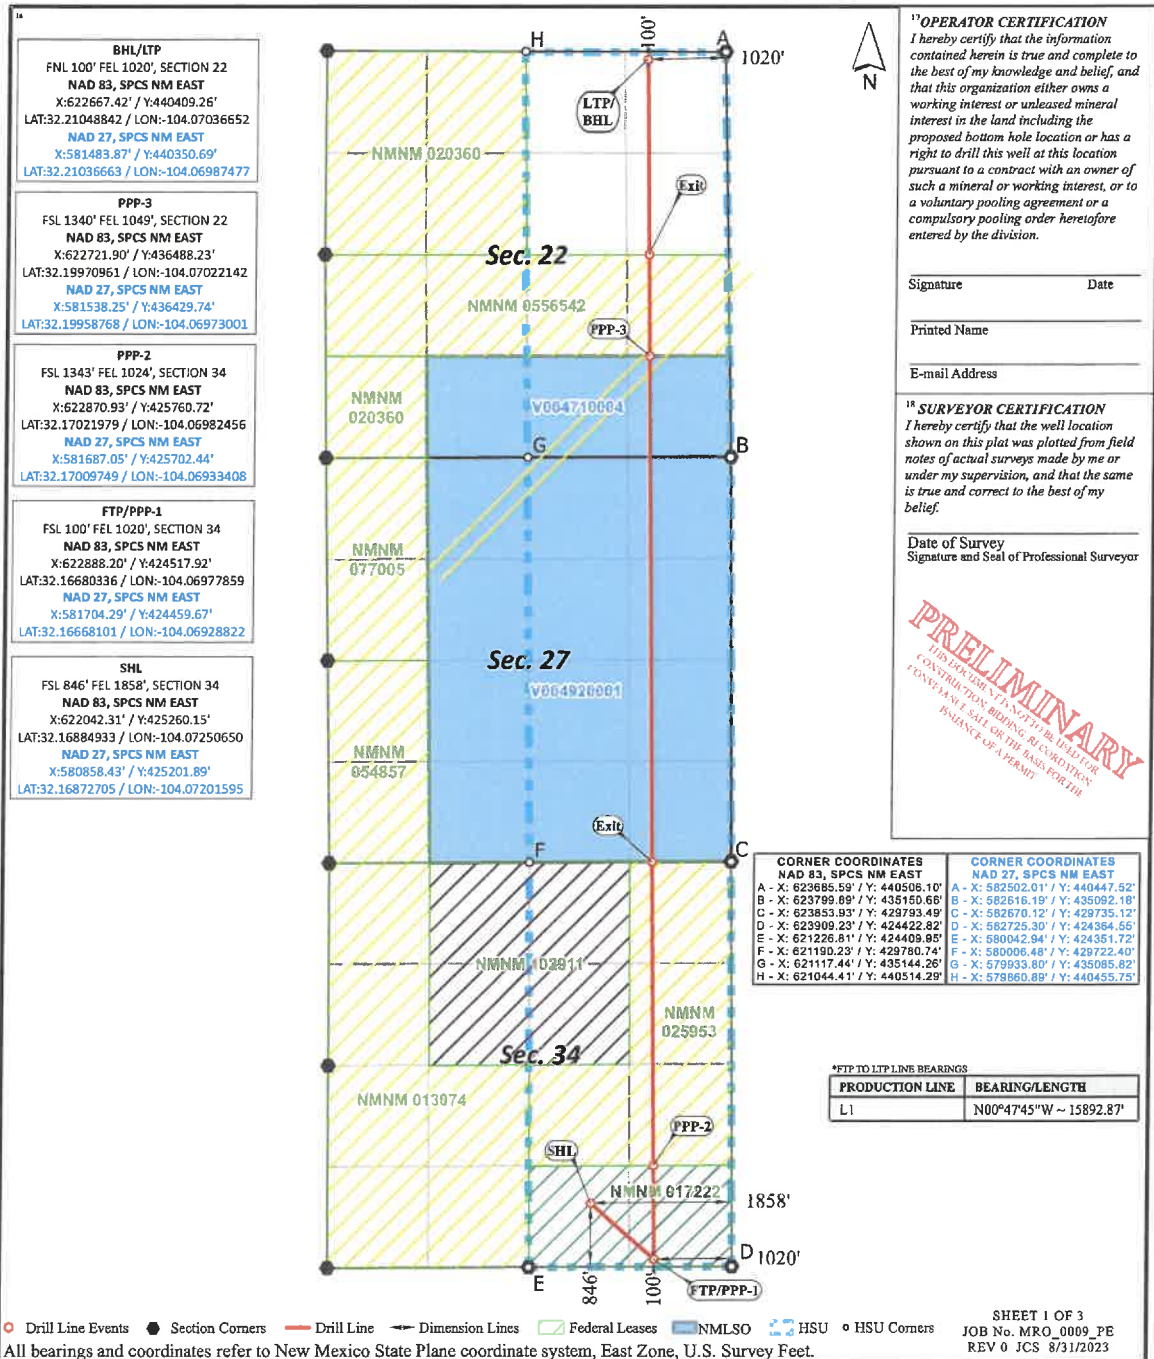 16
BHL/LTP
FNL 100' FEL 1020', SECTION 22
NAD 83, SPCS NM EAST
X:622667.42' / Y:440409.26'
LAT:32.21048842 / LON:-104.07036652
NAD 27, SPCS NM EAST
X:581483.87' / Y:440350.69'
LAT:32.21036663 / LON:-104.06987477
PPP-3
FSL 1340' FEL 1049', SECTION 22
NAD 83, SPCS NM EAST
X:622721.90' / Y:436488.23'
LAT:32.19970961 / LON:-104.07022142
NAD 27, SPCS NM EAST
X:581538.25' / Y:436429.74'
LAT:32.19958768 / LON:-104.06973001
PPP-2
FSL 1343' FEL 1024', SECTION 34
NAD 83, SPCS NM EAST
X:622870.93' / Y:425760.72'
LAT:32.17021979 / LON:-104.06982456
NAD 27, SPCS NM EAST
X:581687.05' / Y:425702.44'
LAT:32.17009749 / LON:-104.06933408
FTP/PPP-1
FSL 100' FEL 1020', SECTION 34
NAD 83, SPCS NM EAST
X:622888.20' / Y:424517.92'
LAT:32.16680336 / LON:-104.06977859
NAD 27, SPCS NM EAST
X:581704.29' / Y:424459.67'
LAT:32.16668101 / LON:-104.06928822
SHL
FSL 846' FEL 1858', SECTION 34
NAD 83, SPCS NM EAST
X:622042.31' / Y:425260.15'
LAT:32.16884933 / LON:-104.07250650
NAD 27, SPCS NM EAST
X:580858.43' / Y:425201.89'
LAT:32.16872705 / LON:-104.07201595
H
100'
A
1020'
N
LTP/
BHL
NMNM 020360
Exit
Sec. 22
NMNM 0556542
PPP-3
NMNM
020360
V004710004
G
B
NMNM
077005
Sec. 27
V004920001
NMNM
054857
Exit
F
C
NMNM 102911
NMNM
025953
Sec. 34
NMNM 013074
PPP-2
SHL
NMNM 017222
1858'
D
1020'
E
846'
100'
FTP/PPP-1
17 OPERATOR CERTIFICATION
I hereby certify that the information
contained herein is true and complete to
the best of my knowledge and belief, and
that this organization either owns a
working interest or unleased mineral
interest in the land including the
proposed bottom hole location or has a
right to drill this well at this location
pursuant to a contract with an owner of
such a mineral or working interest, or to
a voluntary pooling agreement or a
compulsory pooling order heretofore
entered by the division.
Signature Date
Printed Name
E-mail Address
18 SURVEYOR CERTIFICATION
I hereby certify that the well location
shown on this plat was plotted from field
notes of actual surveys made by me or
under my supervision, and that the same
is true and correct to the best of my
belief.
Date of Survey
Signature and Seal of Professional Surveyor
PRELIMINARY
THIS DOCUMENT IS NOT TO BE USED FOR
CONSTRUCTION, BIDDING, RECORDATION,
CONVEYANCE, SALE, OR THE BASIS FOR THE
ISSUANCE OF A PERMIT
CORNER COORDINATES
NAD 83, SPCS NM EAST
A - X: 623685.59' / Y: 440506.10'
B - X: 623799.89' / Y: 435150.66'
C - X: 623853.93' / Y: 429793.49'
D - X: 623909.23' / Y: 424422.82'
E - X: 621226.81' / Y: 424409.95'
F - X: 621190.23' / Y: 429780.74'
G - X: 621117.44' / Y: 435144.26'
H - X: 621044.41' / Y: 440514.29'
CORNER COORDINATES
NAD 27, SPCS NM EAST
A - X: 582502.01' / Y: 440447.52'
B - X: 582616.19' / Y: 435092.18'
C - X: 582670.12' / Y: 429735.12'
D - X: 582725.30' / Y: 424364.55'
E - X: 580042.94' / Y: 424351.72'
F - X: 580006.48' / Y: 429722.40'
G - X: 579933.80' / Y: 435085.82'
H - X: 579860.89' / Y: 440455.75'
*FTP TO LTP LINE BEARINGS
PRODUCTION LINE BEARING/LENGTH
L1 N00°47'45"W ~ 15892.87'
Drill Line Events Section Corners Drill Line Dimension Lines Federal Leases NMLSO HSU HSU Corners
All bearings and coordinates refer to New Mexico State Plane coordinate system, East Zone, U.S. Survey Feet.
SHEET 1 OF 3
JOB No. MRO_0009_PE
REV 0 JCS 8/31/2023